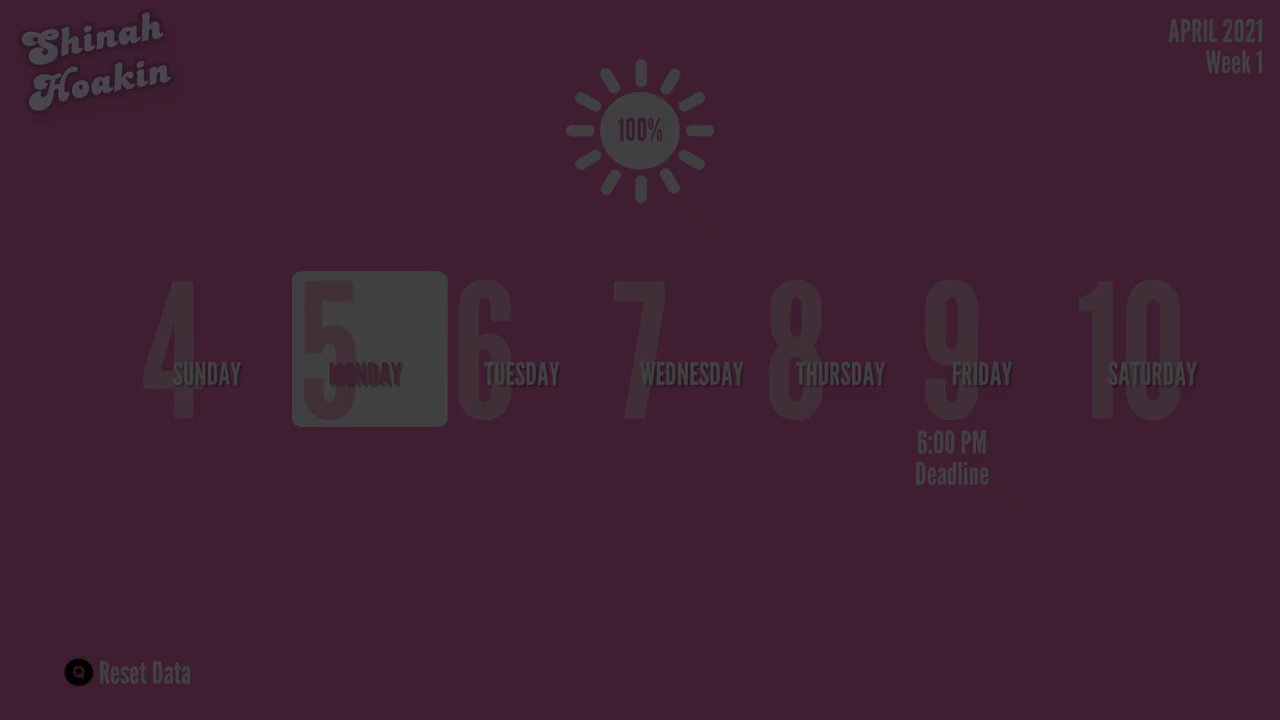 Shinah
Hoakin
APRIL 2021
Week 1
100%
4 SUNDAY
5 MONDAY
6 TUESDAY
7 WEDNESDAY
8 THURSDAY
9 FRIDAY
10 SATURDAY
6:00 PM
Deadline
Q Reset Data